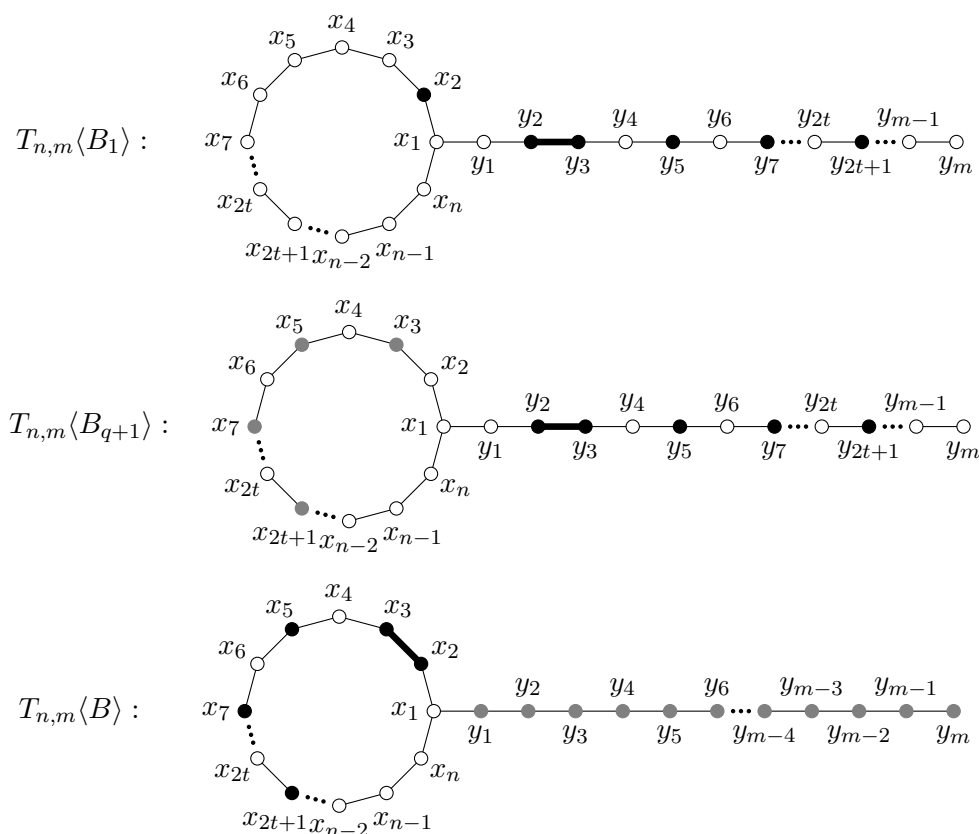 x_4
x_5 x_3
x_6 x_2
y_2 y_4 y_6 y_{2t} y_{m−1}
T_{n,m}⟨B_1⟩ : x_7 x_1
y_1 y_3 y_5 y_7 y_{2t+1} y_m
x_{2t} x_n
x_{2t+1} x_{n−2} x_{n−1}
x_4
x_5 x_3
x_6 x_2
y_2 y_4 y_6 y_{2t} y_{m−1}
T_{n,m}⟨B_{q+1}⟩ : x_7 x_1
y_1 y_3 y_5 y_7 y_{2t+1} y_m
x_{2t} x_n
x_{2t+1} x_{n−2} x_{n−1}
x_4
x_5 x_3
x_6 x_2
y_2 y_4 y_6 y_{m−3} y_{m−1}
T_{n,m}⟨B⟩ : x_7 x_1
y_1 y_3 y_5 y_{m−4} y_{m−2} y_m
x_{2t} x_n
x_{2t+1} x_{n−2} x_{n−1}